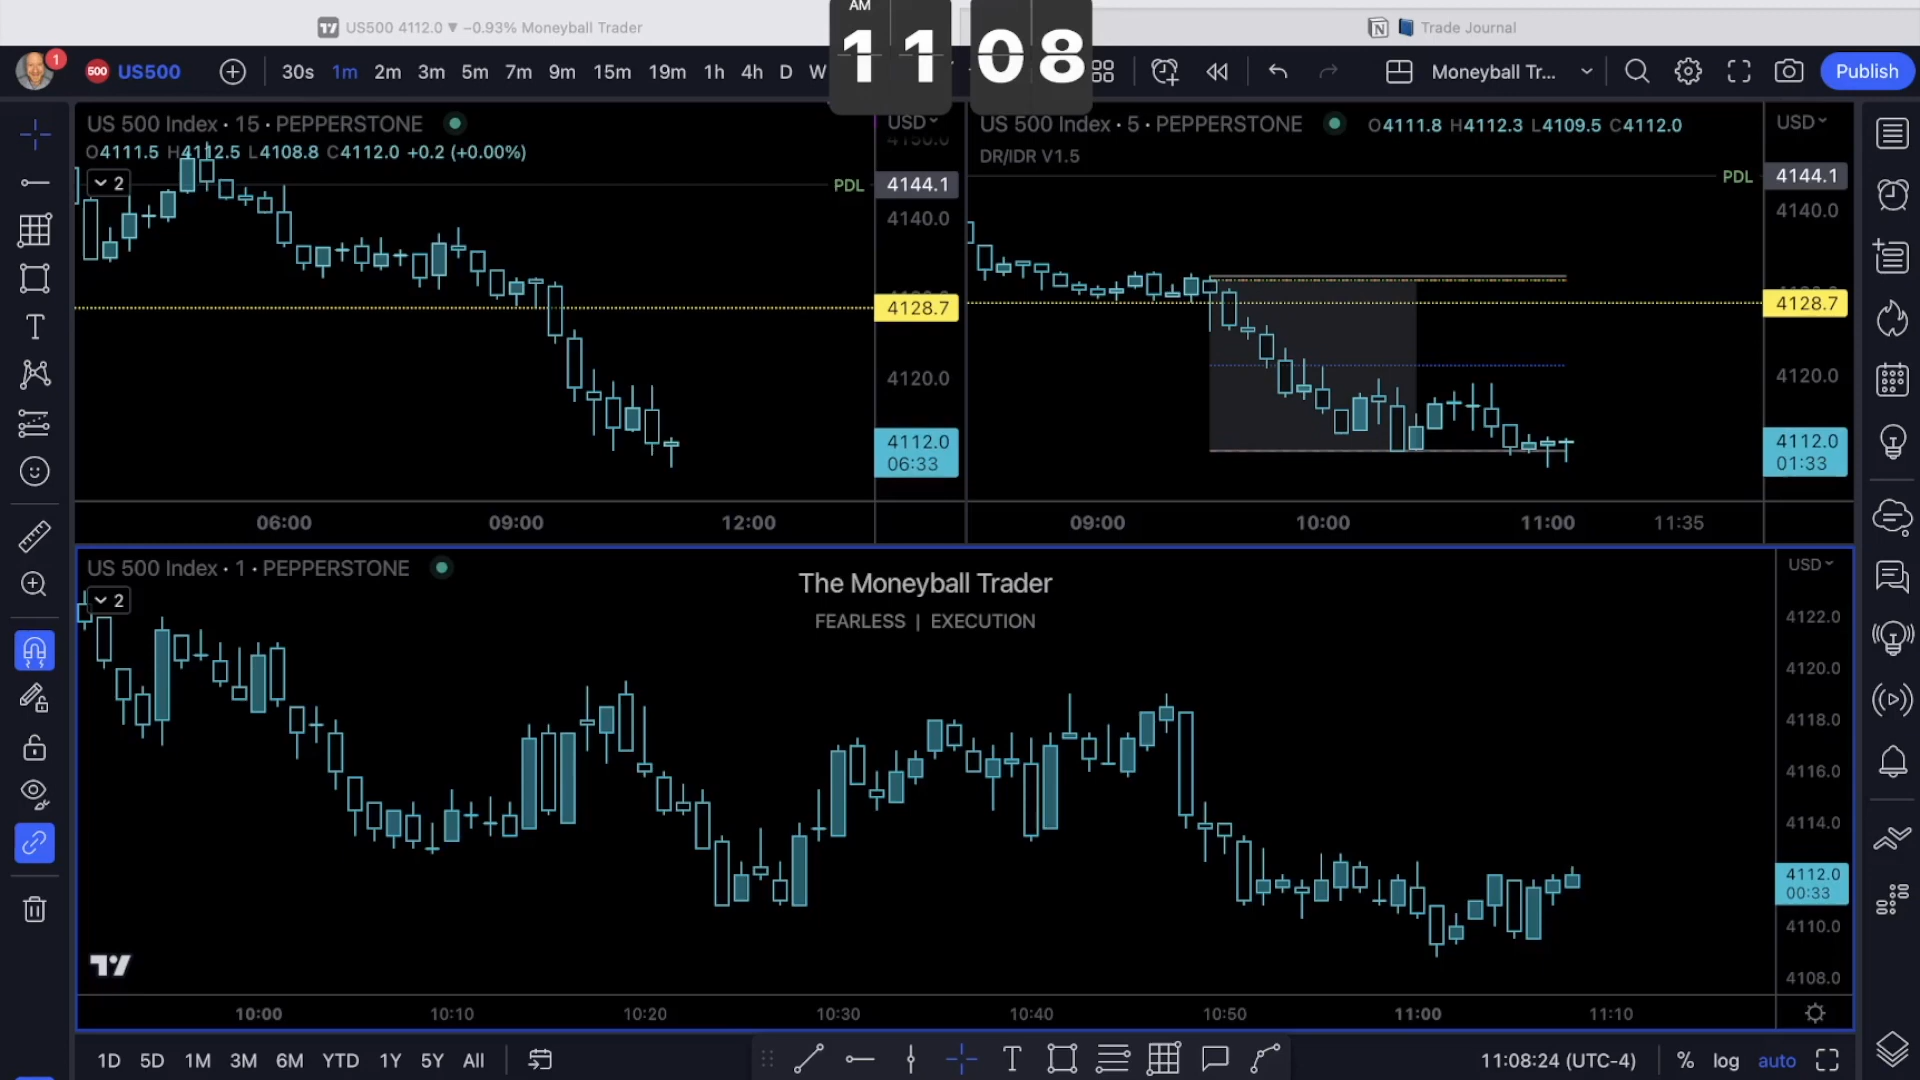 US500 4112.0 ▼ −0.93% Moneyball Trader
Trade Journal
AM
11 08
1
500 US500
30s 1m 2m 3m 5m 7m 9m 15m 19m 1h 4h D W
Moneyball Tr...
Publish
US 500 Index · 15 · PEPPERSTONE
O4111.5 H4112.5 L4108.8 C4112.0 +0.2 (+0.00%)
2
USD
PDL 4144.1
4140.0
4128.7
4120.0
4112.0
06:33
06:00 09:00 12:00
US 500 Index · 5 · PEPPERSTONE
O4111.8 H4112.3 L4109.5 C4112.0
DR/IDR V1.5
USD
PDL 4144.1
4140.0
4128.7
4120.0
4112.0
01:33
09:00 10:00 11:00 11:35
US 500 Index · 1 · PEPPERSTONE
2
The Moneyball Trader
FEARLESS | EXECUTION
USD
4122.0
4120.0
4118.0
4116.0
4114.0
4112.0
00:33
4110.0
4108.0
10:00 10:10 10:20 10:30 10:40 10:50 11:00 11:10
1D 5D 1M 3M 6M YTD 1Y 5Y All
11:08:24 (UTC-4) % log auto